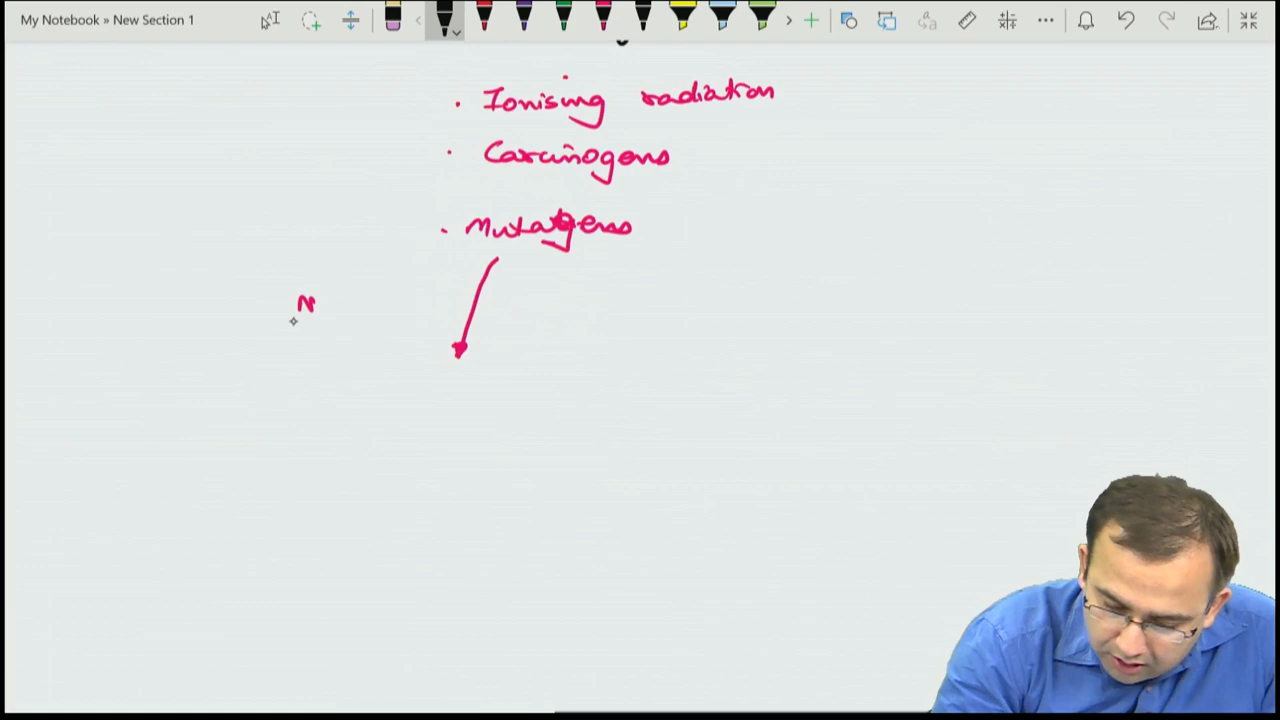 My Notebook » New Section 1
· Ionising radiation
· Carcinogens
· Mutagens
N